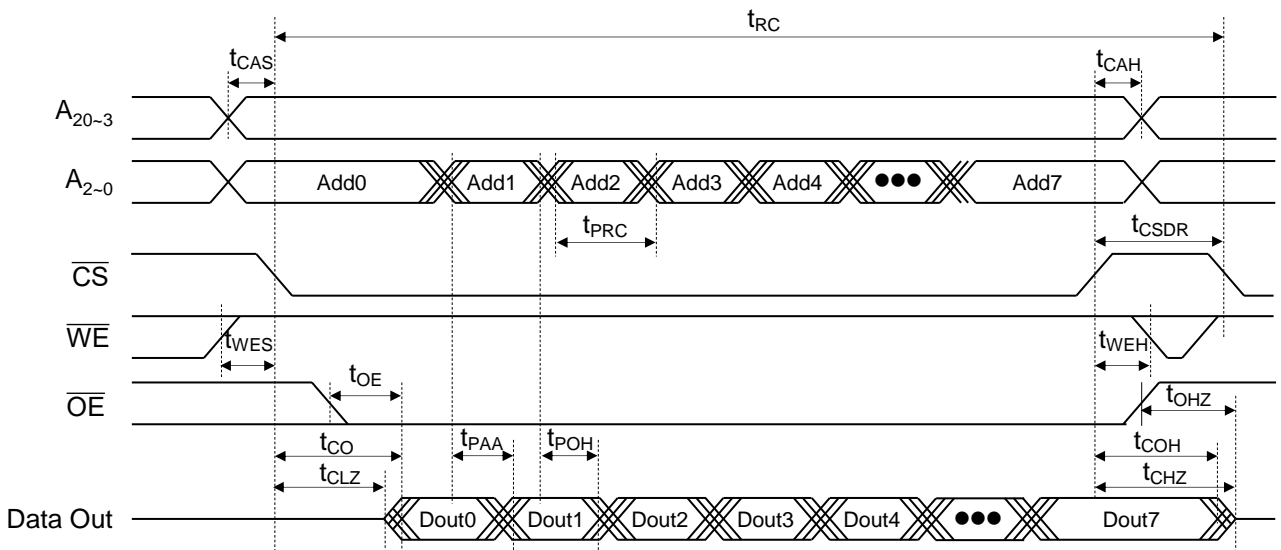 tRC
tCAS
tCAH
A20~3
A2~0
Add0 Add1 Add2 Add3 Add4 ●●● Add7
tPRC
tCSDR
CS
WE
tWES
tWEH
tOE
OE
tOHZ
tCO
tPAA
tPOH
tCOH
tCLZ
tCHZ
Data Out
Dout0 Dout1 Dout2 Dout3 Dout4 ●●● Dout7